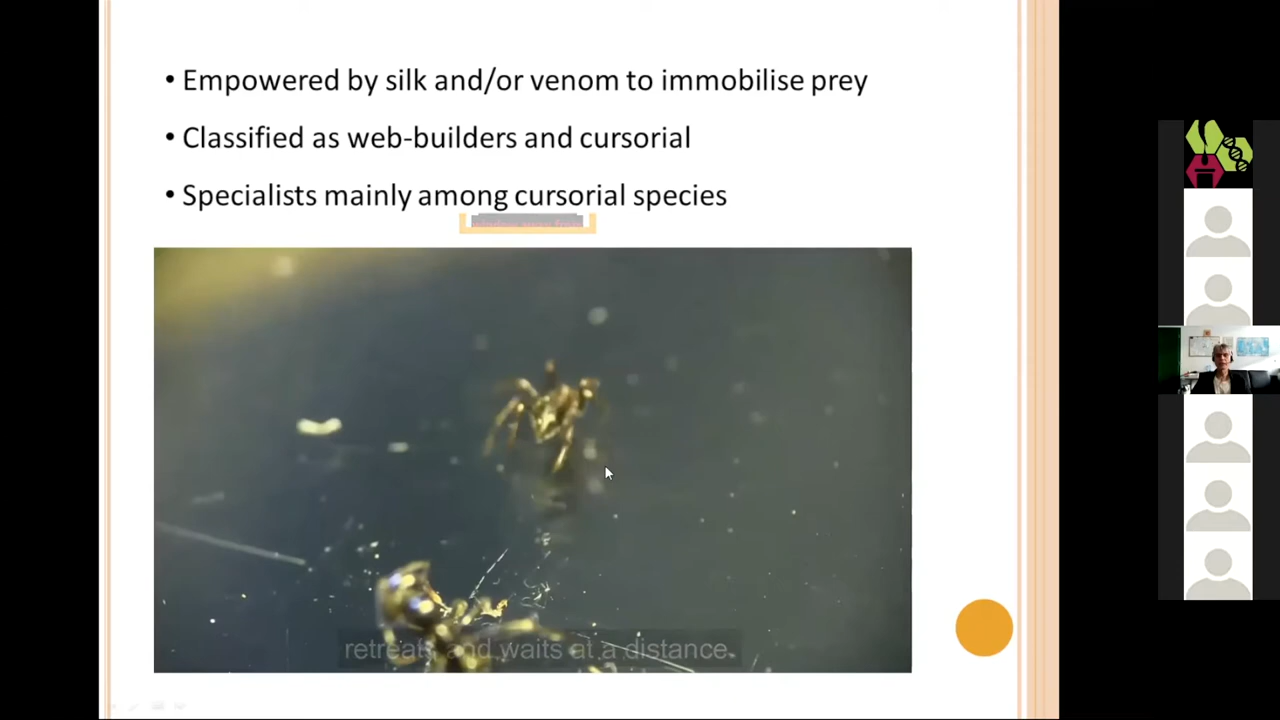 • Empowered by silk and/or venom to immobilise prey
• Classified as web-builders and cursorial
• Specialists mainly among cursorial species
retreats and waits at a distance.